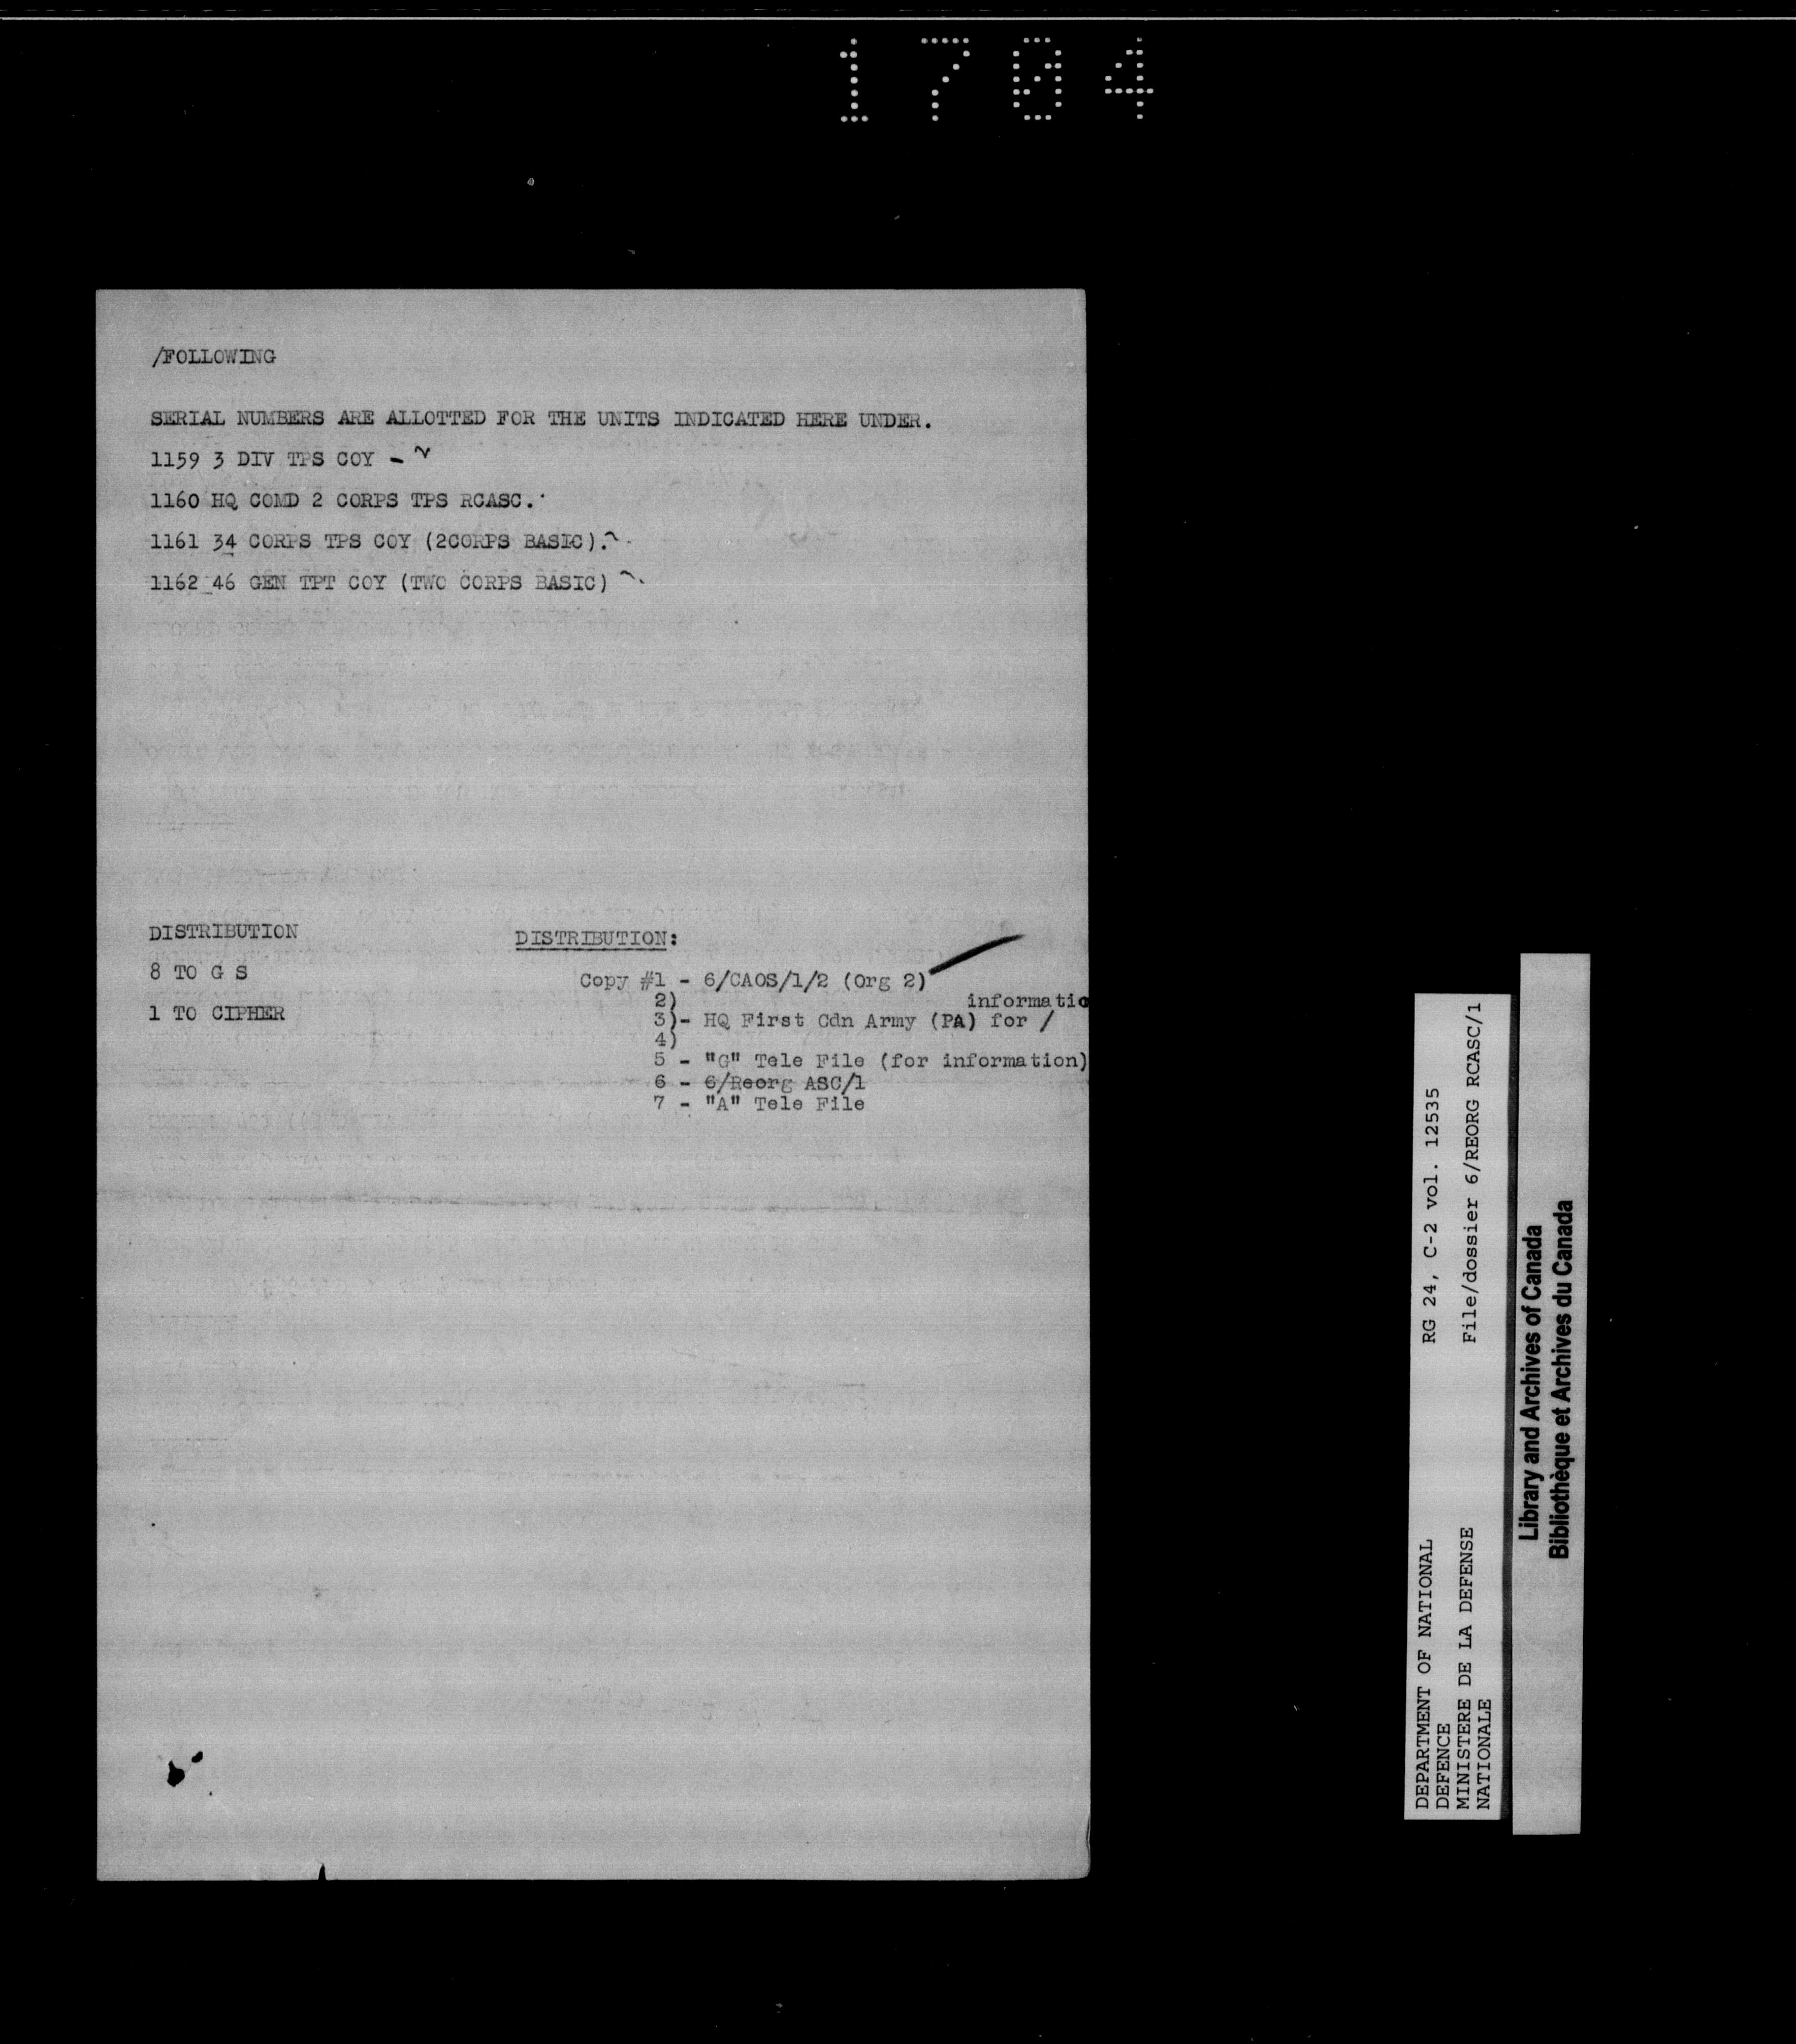 1704
/FOLLOWING
SERIAL NUMBERS ARE ALLOTTED FOR THE UNITS INDICATED HERE UNDER.
1159 3 DIV TPS COY -
1160 HQ COMD 2 CORPS TPS RCASC.
1161 34 CORPS TPS COY (2CORPS BASIC).
1162 46 GEN TPT COY (TWO CORPS BASIC)
DISTRIBUTION
8 TO G S
1 TO CIPHER
DISTRIBUTION:
Copy #1 - 6/CAOS/1/2 (Org 2)
2) informatio
3)- HQ First Cdn Army (PA) for /
4)
5 - "G" Tele File (for information)
6 - 6/Reorg ASC/1
7 - "A" Tele File
DEPARTMENT OF NATIONAL RG 24, C-2 vol. 12535
DEFENCE
MINISTERE DE LA DEFENSE File/dossier 6/REORG RCASC/1
NATIONALE
Library and Archives of Canada
Bibliothèque et Archives du Canada